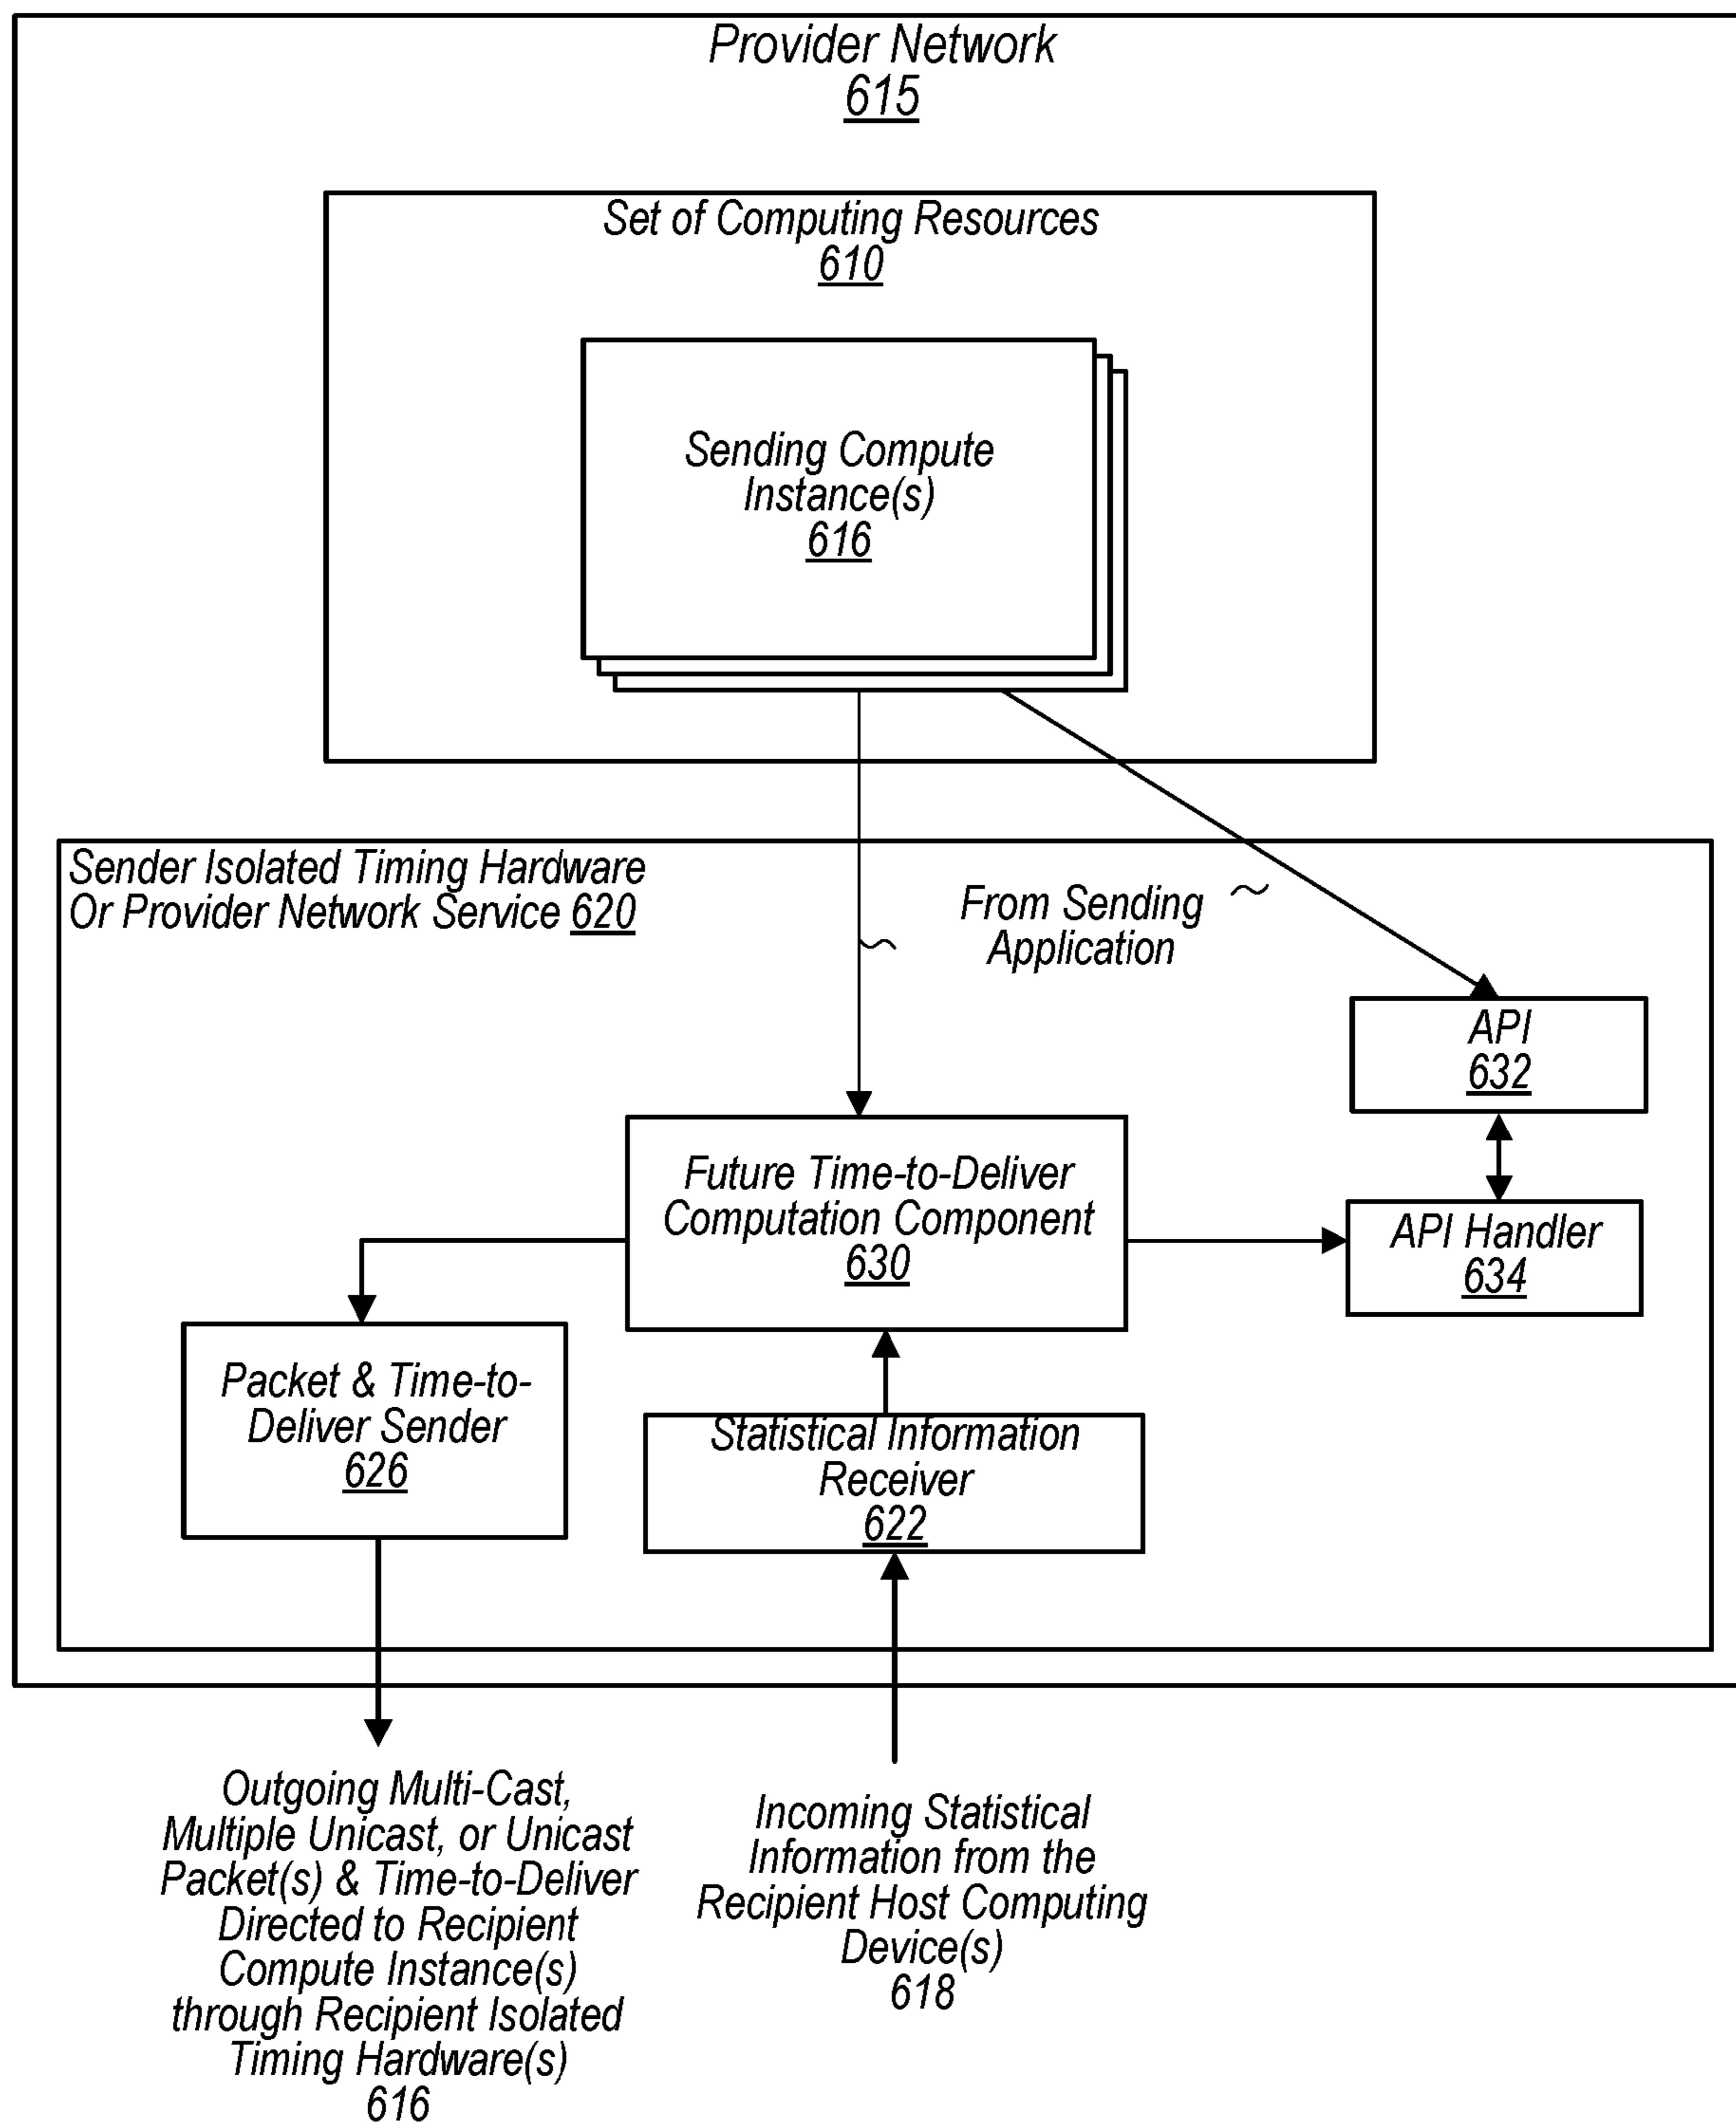 Provider Network
615
Set of Computing Resources
610
Sending Compute
Instance(s)
616
Sender Isolated Timing Hardware
Or Provider Network Service 620
From Sending
Application
API
632
Future Time-to-Deliver
Computation Component
630
API Handler
634
Packet & Time-to-
Deliver Sender
626
Statistical Information
Receiver
622
Outgoing Multi-Cast,
Multiple Unicast, or Unicast
Packet(s) & Time-to-Deliver
Directed to Recipient
Compute Instance(s)
through Recipient Isolated
Timing Hardware(s)
616
Incoming Statistical
Information from the
Recipient Host Computing
Device(s)
618